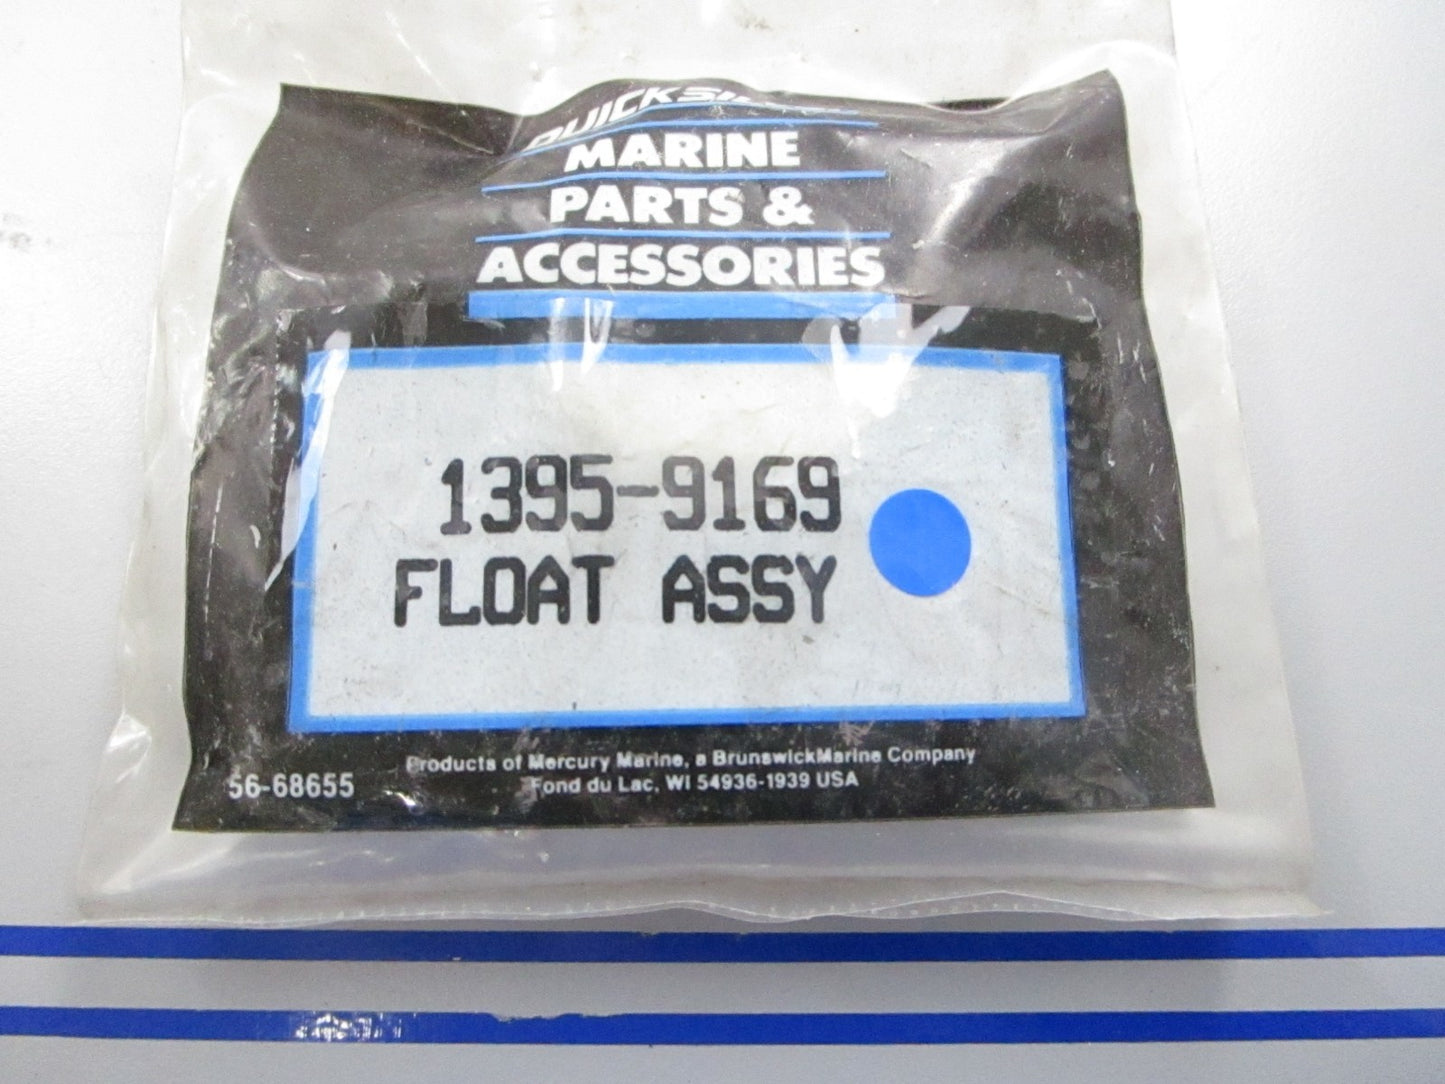 MARINE
PARTS &
ACCESSORIES
1395-9169
FLOAT ASSY
Products of Mercury Marine, a BrunswickMarine Company
56-68655
Fond du Lac, WI 54936-1939 USA